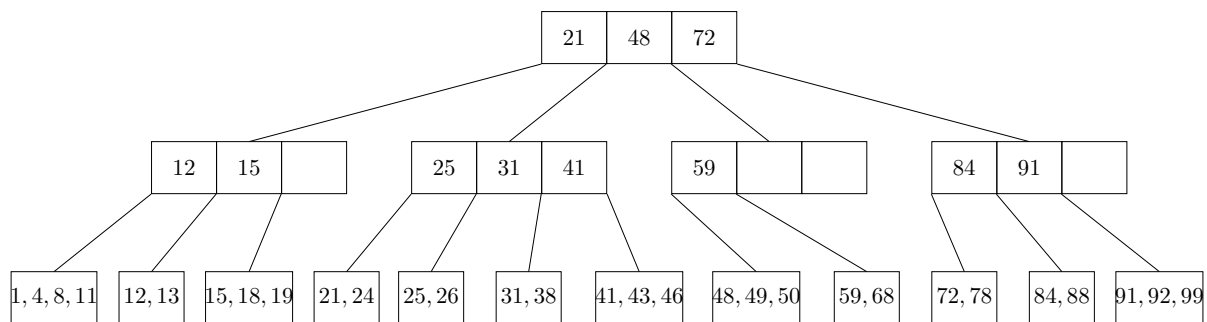 21 48 72
12 15 25 31 41 59 84 91
1, 4, 8, 11 12, 13 15, 18, 19 21, 24 25, 26 31, 38 41, 43, 46 48, 49, 50 59, 68 72, 78 84, 88 91, 92, 99